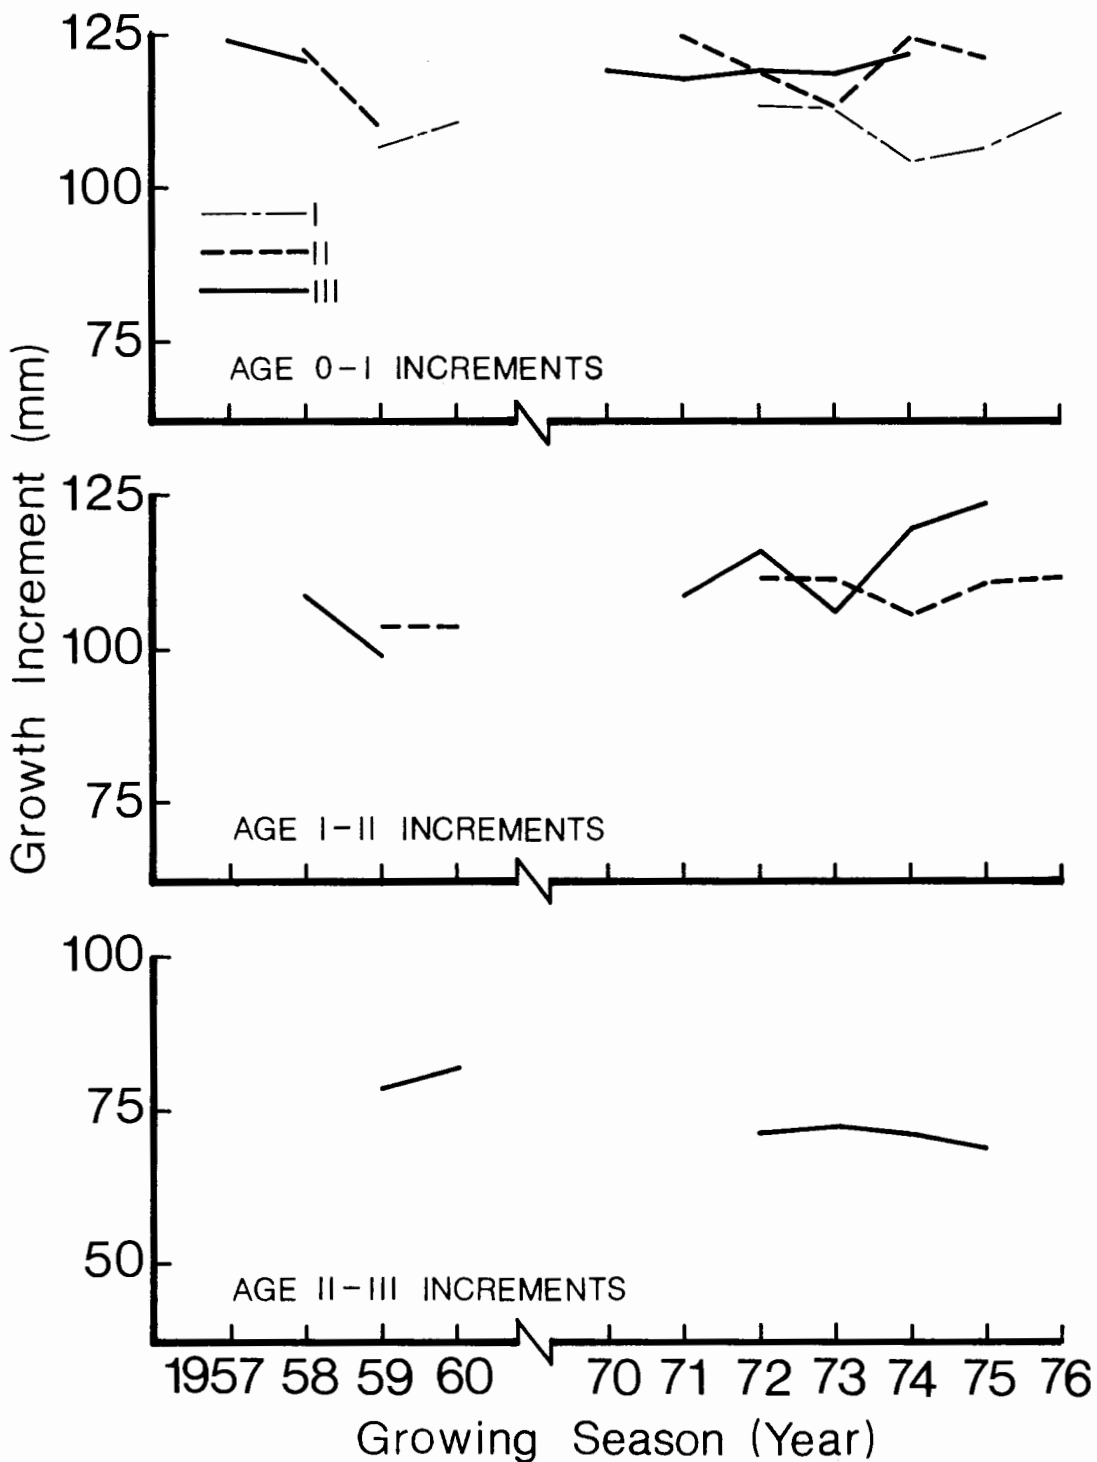 Growth Increment (mm)
125
100
75
I
II
III
AGE 0-I INCREMENTS
125
100
75
AGE I-II INCREMENTS
100
75
50
AGE II-III INCREMENTS
1957 58 59 60 70 71 72 73 74 75 76
Growing Season (Year)